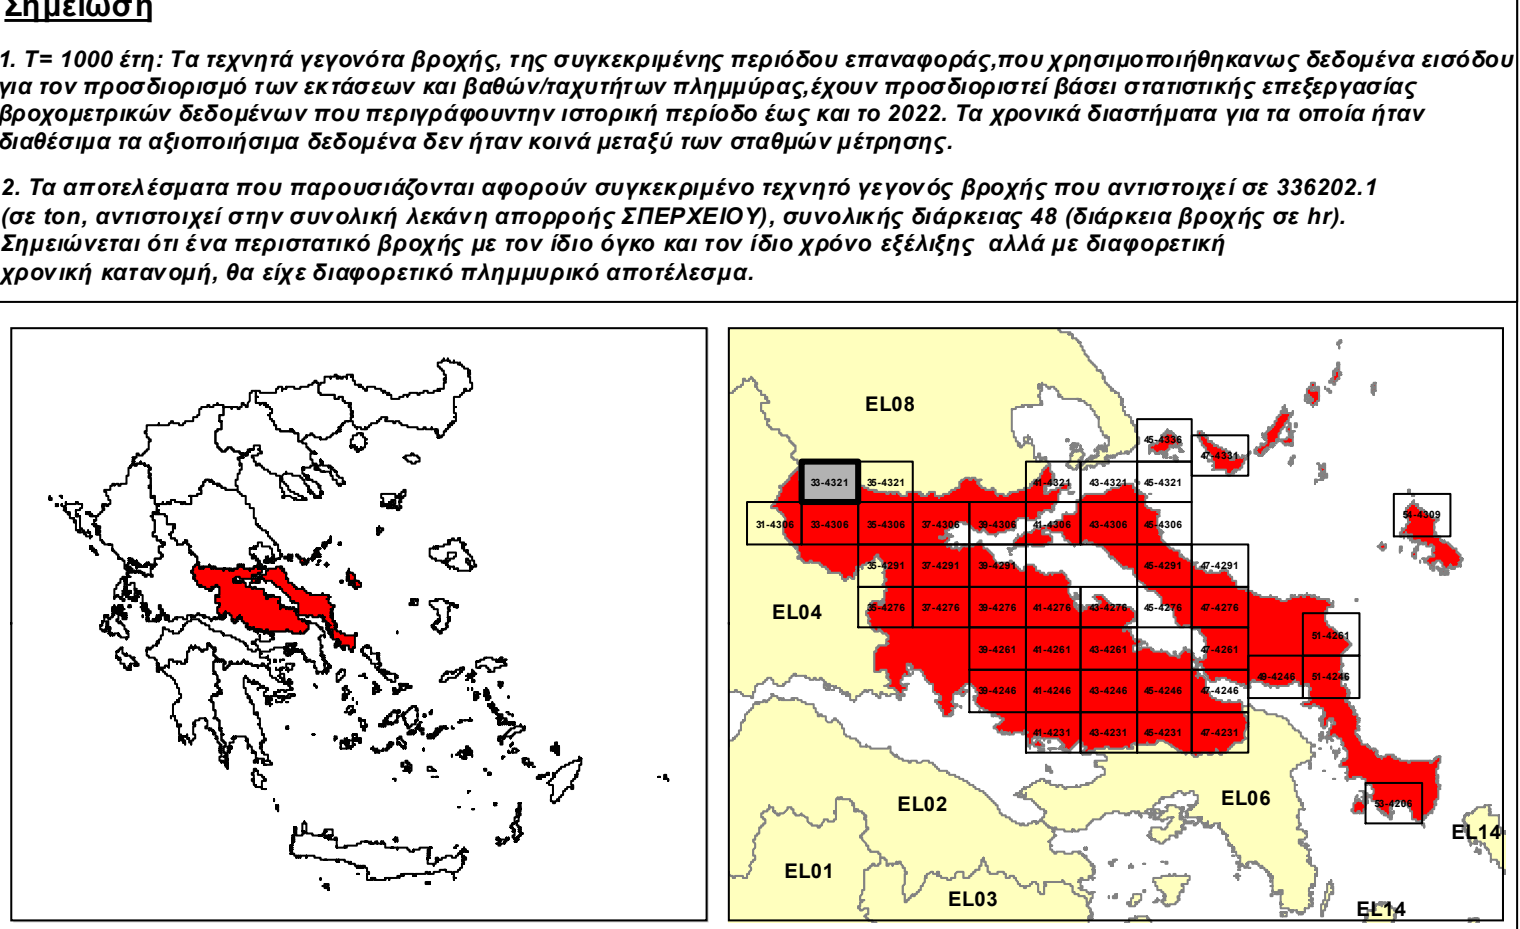 Σημείωση
1. Τ= 1000 έτη: Τα τεχνητά γεγονότα βροχής, της συγκεκριμένης περιόδου επαναφοράς,που χρησιμοποιήθηκανως δεδομένα εισόδου
για τον προσδιορισμό των εκτάσεων και βαθών/ταχυτήτων πλημμύρας,έχουν προσδιοριστεί βάσει στατιστικής επεξεργασίας
βροχομετρικών δεδομένων που περιγράφουντην ιστορική περίοδο έως και το 2022. Τα χρονικά διαστήματα για τα οποία ήταν
διαθέσιμα τα αξιοποιήσιμα δεδομένα δεν ήταν κοινά μεταξύ των σταθμών μέτρησης.
2. Τα αποτελέσματα που παρουσιάζονται αφορούν συγκεκριμένο τεχνητό γεγονός βροχής που αντιστοιχεί σε 336202.1
(σε ton, αντιστοιχεί στην συνολική λεκάνη απορροής ΣΠΕΡΧΕΙΟΥ), συνολικής διάρκειας 48 (διάρκεια βροχής σε hr).
Σημειώνεται ότι ένα περιστατικό βροχής με τον ίδιο όγκο και τον ίδιο χρόνο εξέλιξης αλλά με διαφορετική
χρονική κατανομή, θα είχε διαφορετικό πλημμυρικό αποτέλεσμα.
EL08
45-4336
47-4331
33-4321 35-4321 41-4321 43-4321 45-4321
54-4309
31-4306 33-4306 35-4306 37-4306 39-4306 41-4306 43-4306 45-4306
35-4291 37-4291 39-4291 45-4291 47-4291
EL04
35-4276 37-4276 39-4276 41-4276 43-4276 45-4276 47-4276
39-4261 41-4261 43-4261 47-4261 51-4261
39-4246 41-4246 43-4246 45-4246 47-4246 49-4246 51-4246
41-4231 43-4231 45-4231 47-4231
EL02 EL06
53-4206
EL14
EL01
EL03
EL14